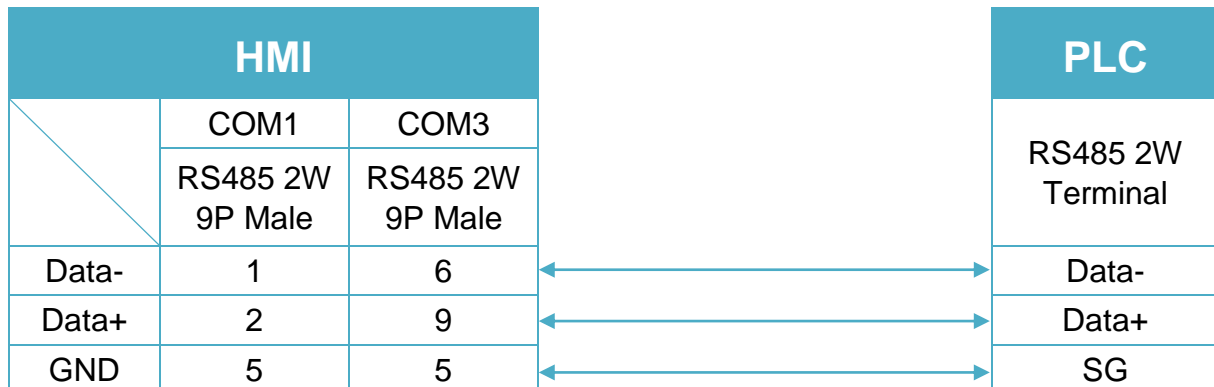 HMI
PLC
COM1 COM3
RS485 2W
9P Male
RS485 2W
9P Male
RS485 2W
Terminal
Data- 1 6 Data-
Data+ 2 9 Data+
GND 5 5 SG